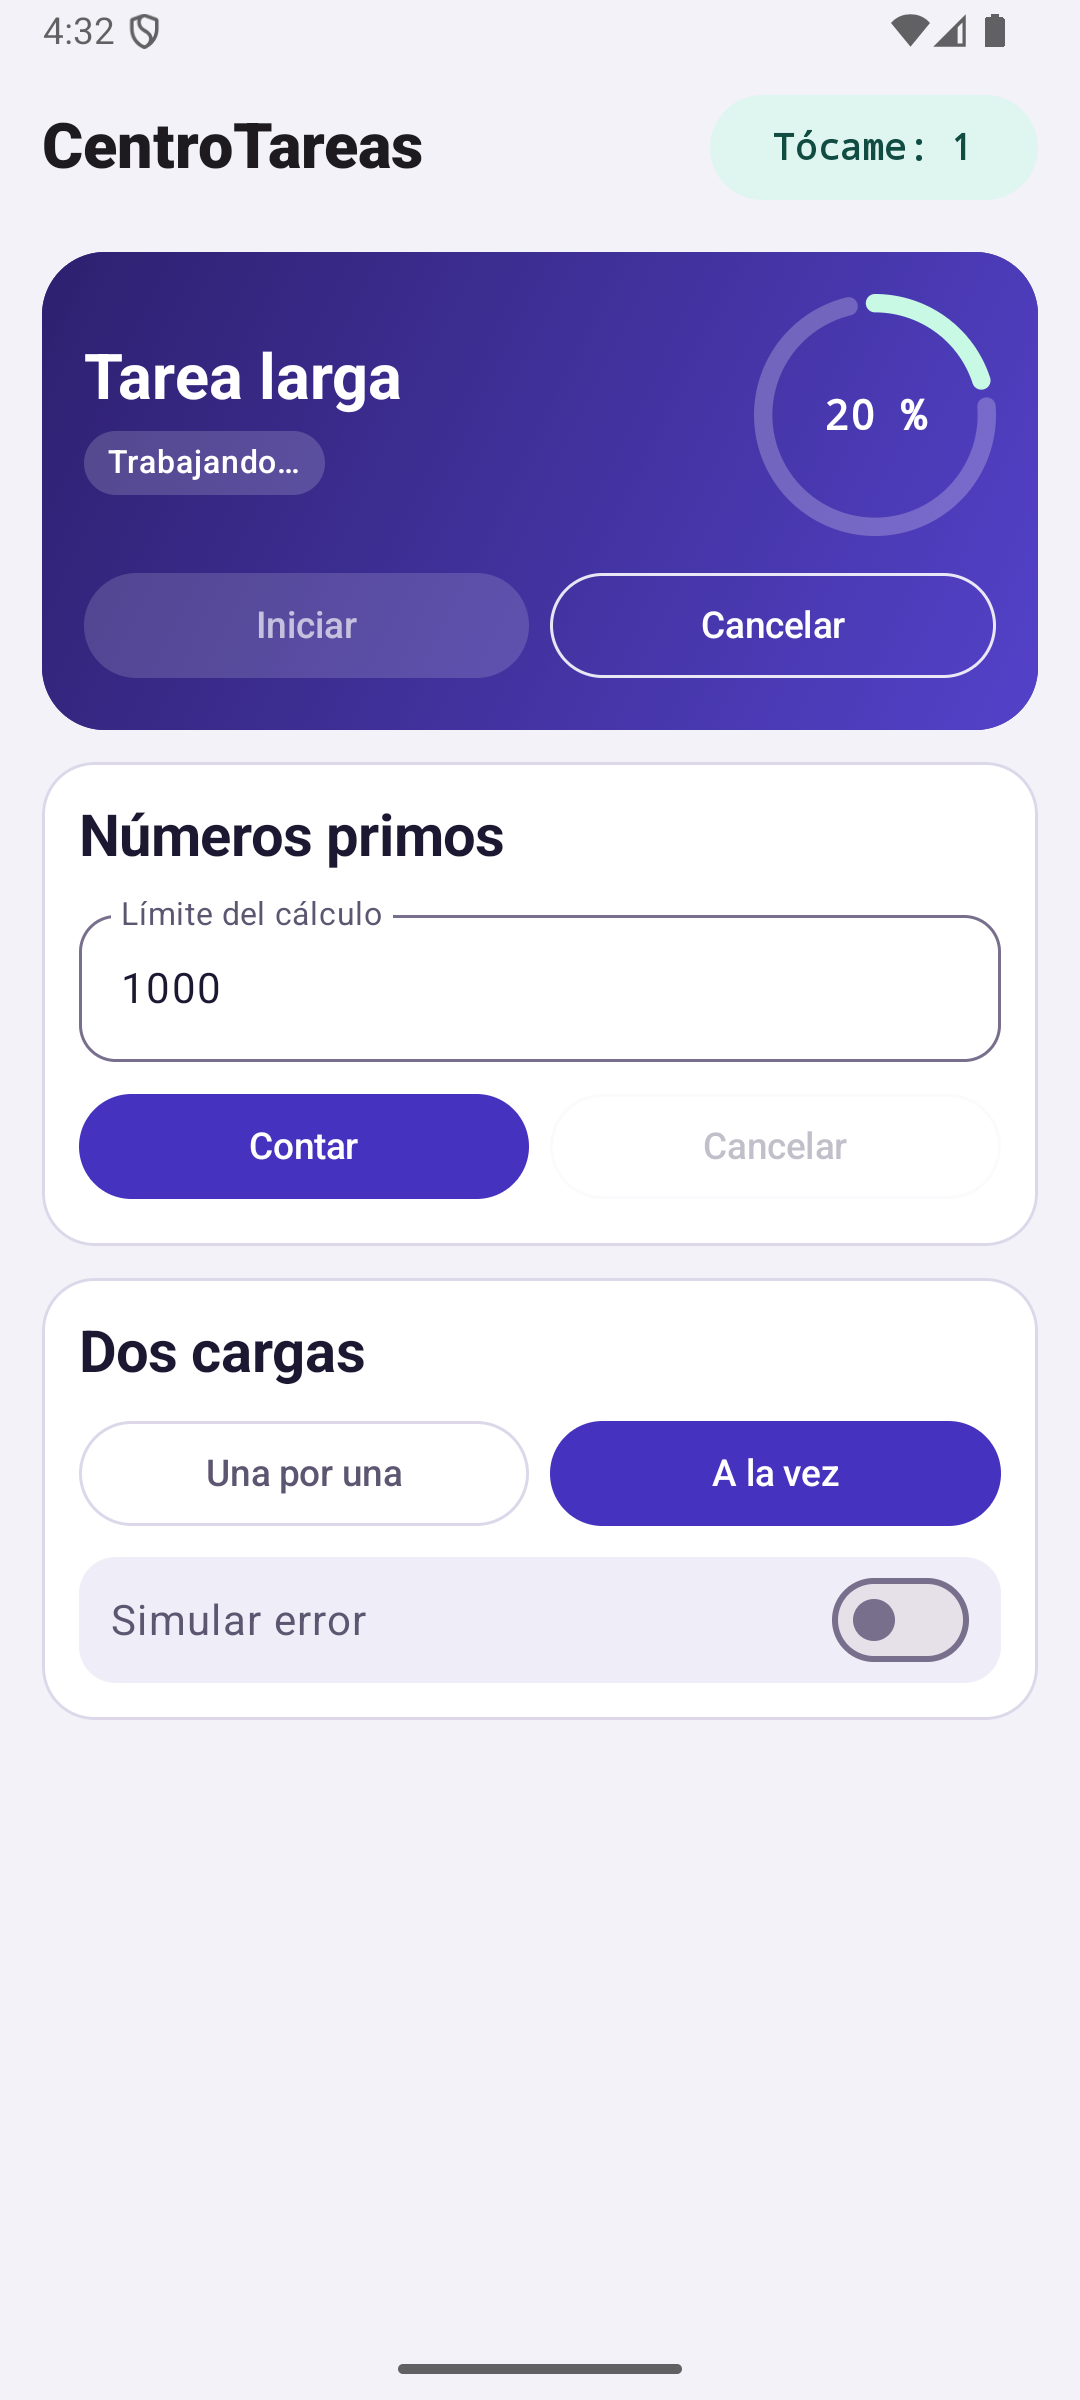 4:32
CentroTareas
Tócame: 1
Tarea larga
Trabajando…
20 %
Iniciar
Cancelar
Números primos
Límite del cálculo
1000
Contar
Cancelar
Dos cargas
Una por una
A la vez
Simular error